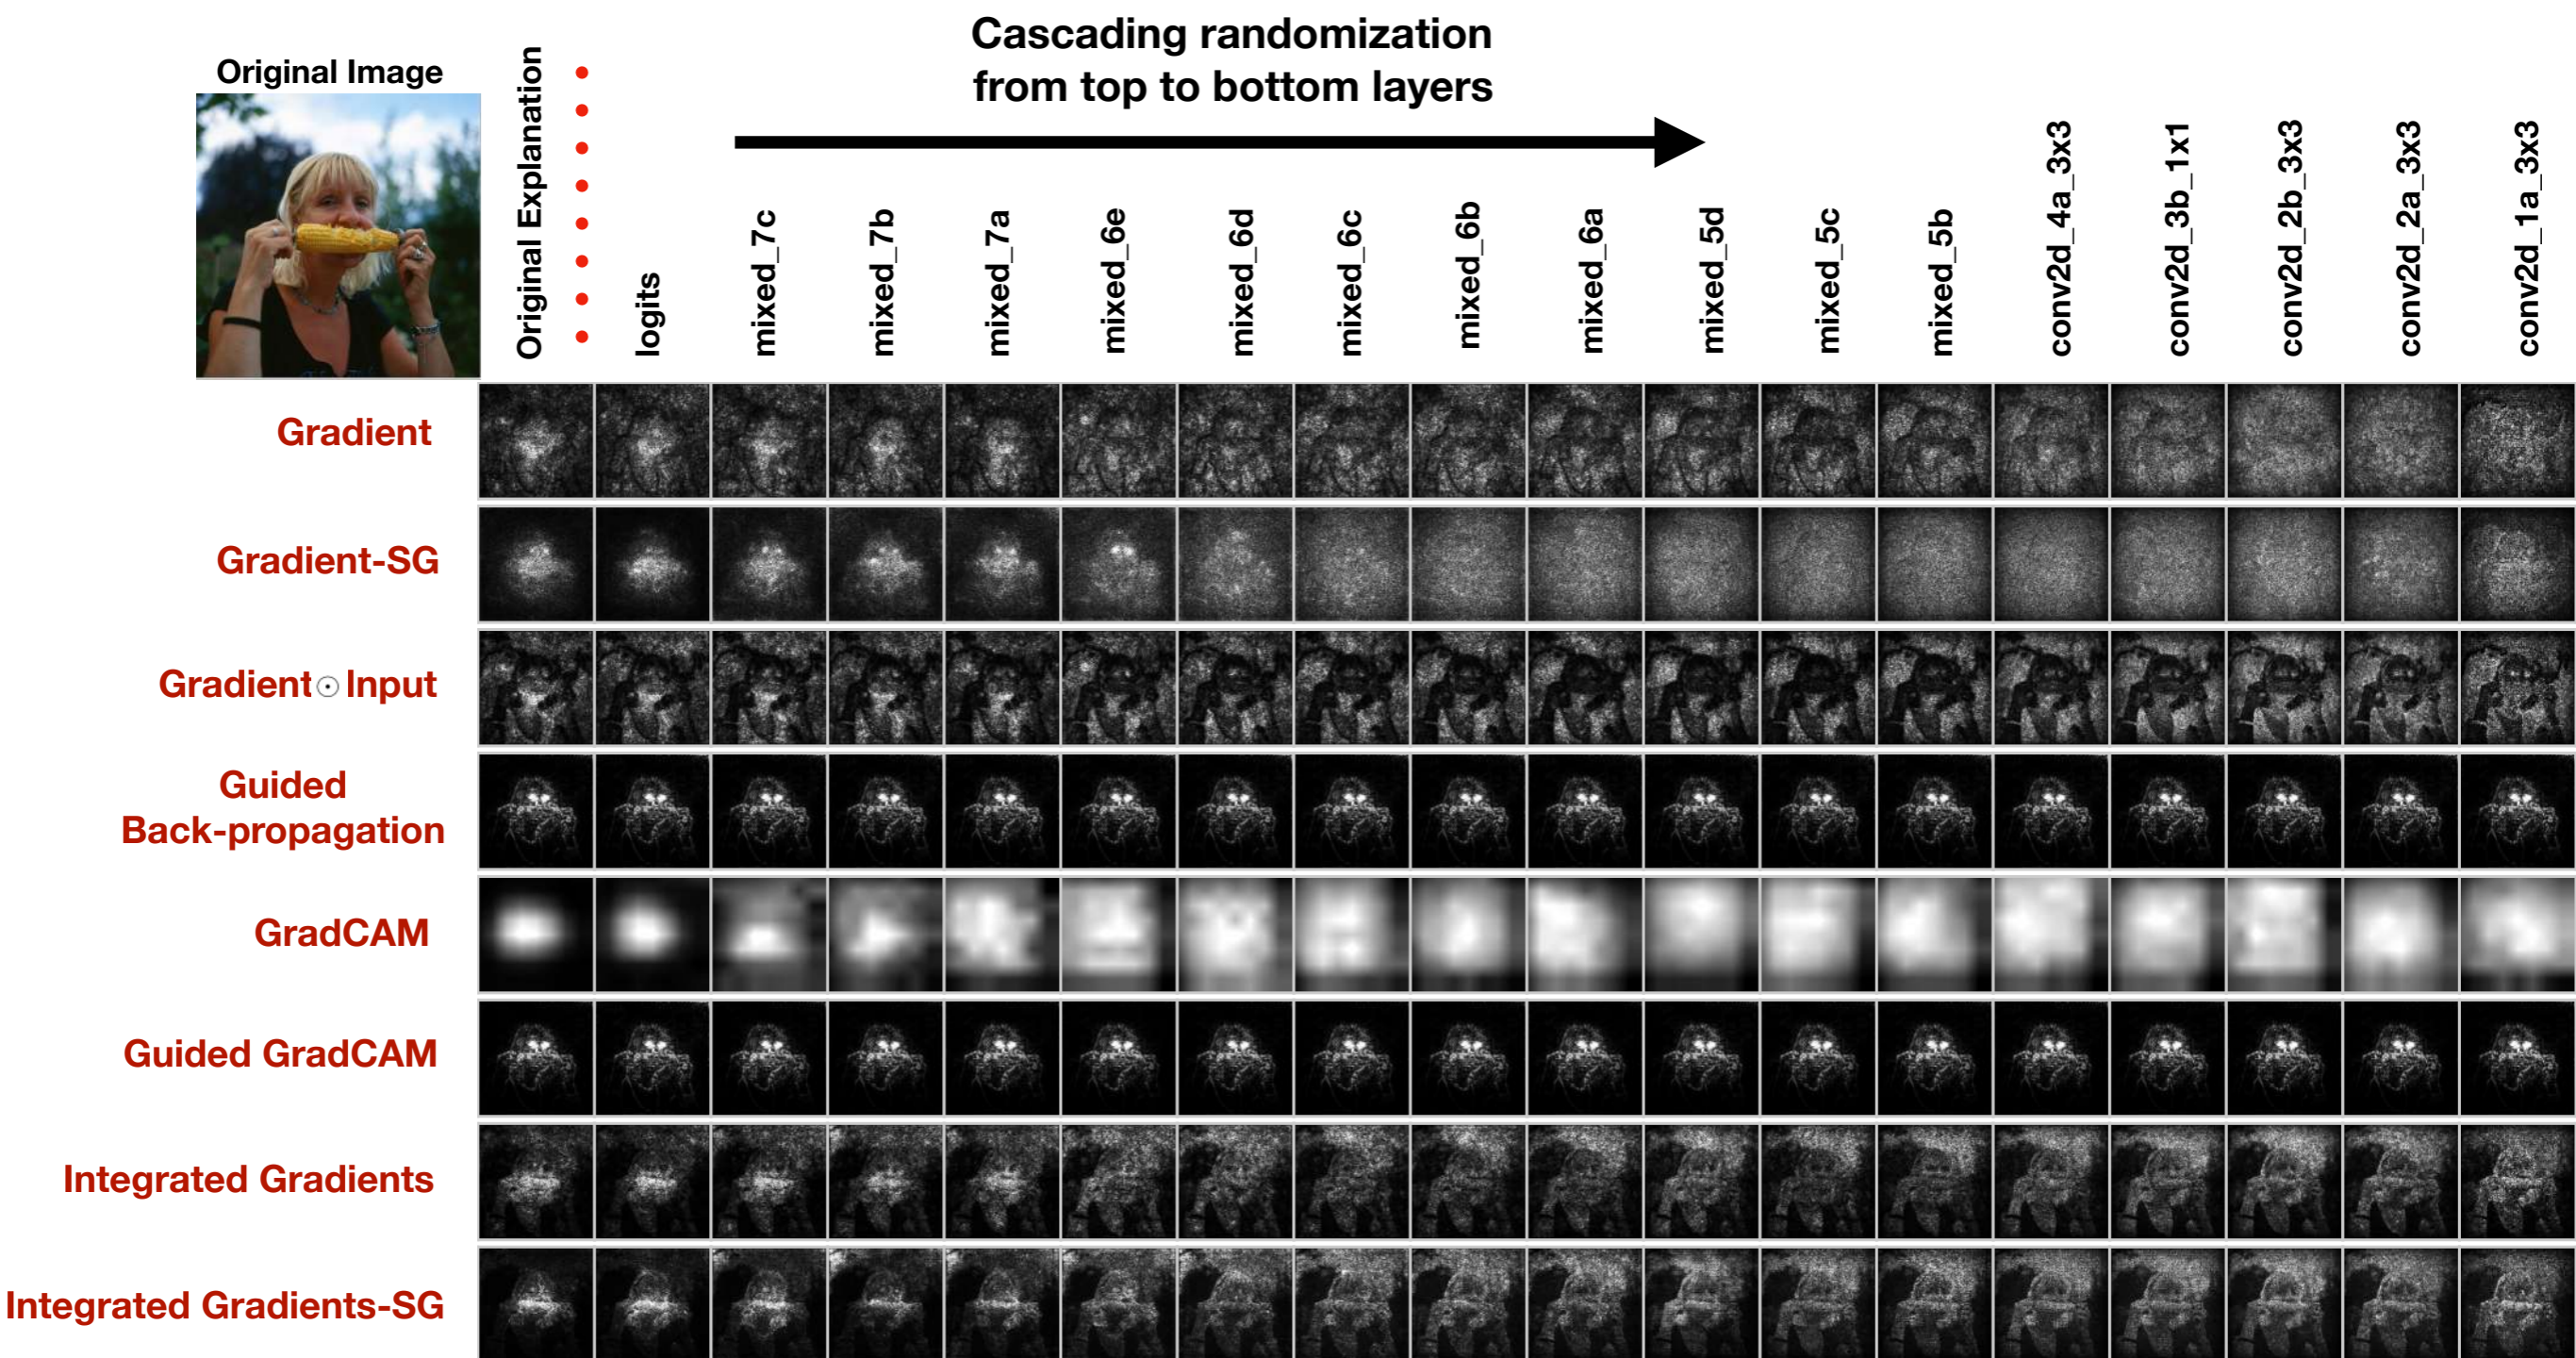 Cascading randomization
from top to bottom layers
Original Image
Original Explanation
logits
mixed_7c
mixed_7b
mixed_7a
mixed_6e
mixed_6d
mixed_6c
mixed_6b
mixed_6a
mixed_5d
mixed_5c
mixed_5b
conv2d_4a_3x3
conv2d_3b_1x1
conv2d_2b_3x3
conv2d_2a_3x3
conv2d_1a_3x3
Gradient
Gradient-SG
Gradient⊙Input
Guided
Back-propagation
GradCAM
Guided GradCAM
Integrated Gradients
Integrated Gradients-SG